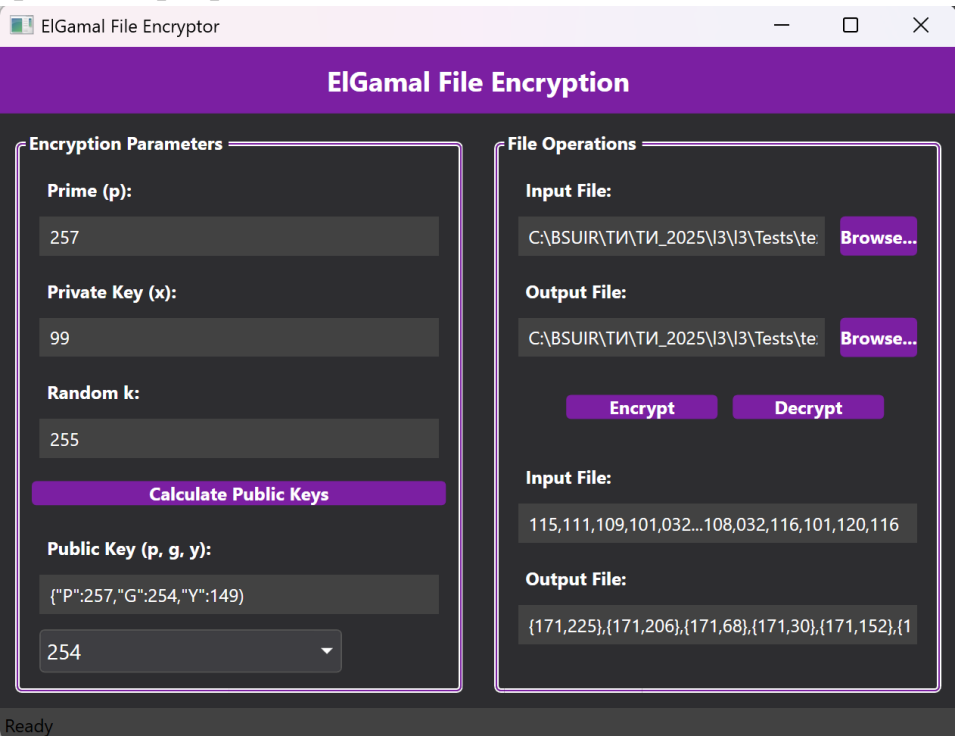 ElGamal File Encryptor
ElGamal File Encryption
Encryption Parameters
Prime (p):
257
Private Key (x):
99
Random k:
255
Calculate Public Keys
Public Key (p, g, y):
{"P":257,"G":254,"Y":149)
254
File Operations
Input File:
C:\BSUIR\ТИ\ТИ_2025\l3\l3\Tests\te
Browse...
Output File:
C:\BSUIR\ТИ\ТИ_2025\l3\l3\Tests\te
Browse...
Encrypt Decrypt
Input File:
115,111,109,101,032...108,032,116,101,120,116
Output File:
{171,225},{171,206},{171,68},{171,30},{171,152},{1
Ready